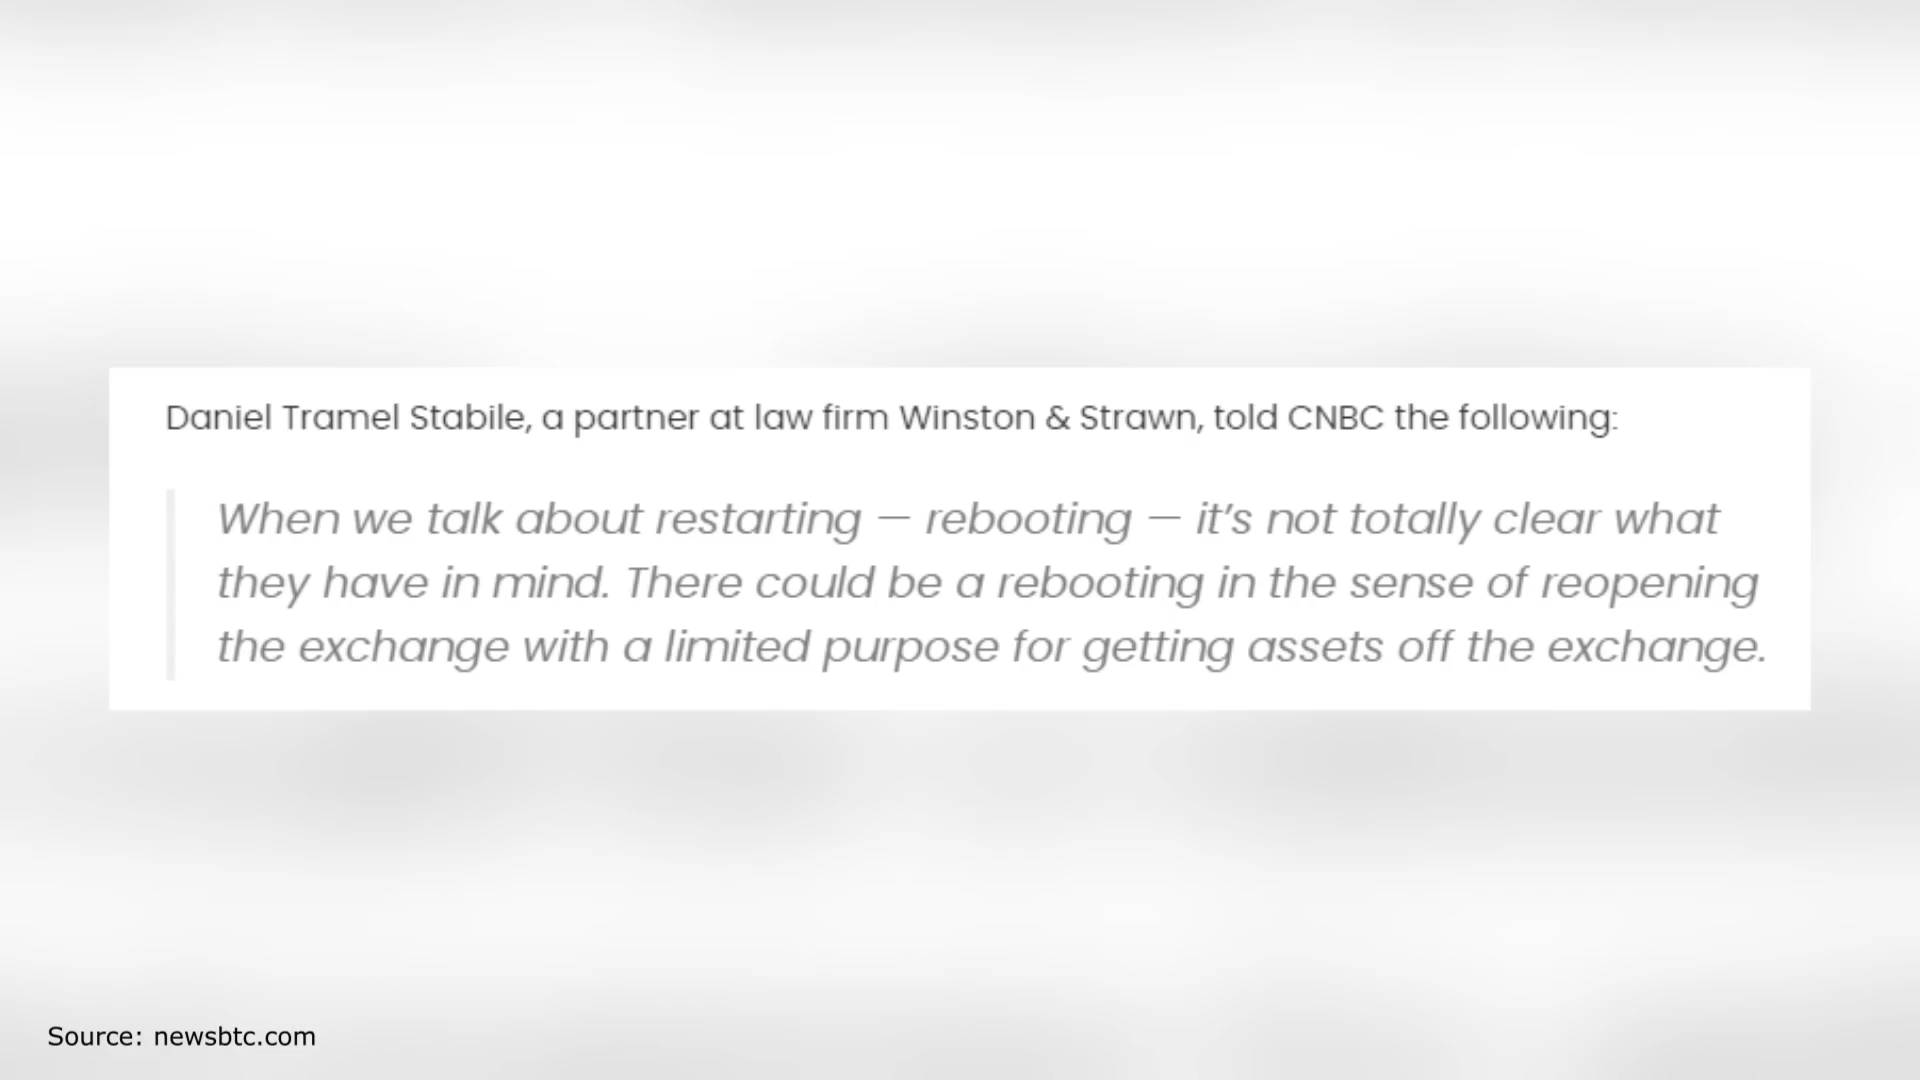 Daniel Tramel Stabile, a partner at law firm Winston & Strawn, told CNBC the following:
When we talk about restarting — rebooting — it’s not totally clear what
they have in mind. There could be a rebooting in the sense of reopening
the exchange with a limited purpose for getting assets off the exchange.
Source: newsbtc.com